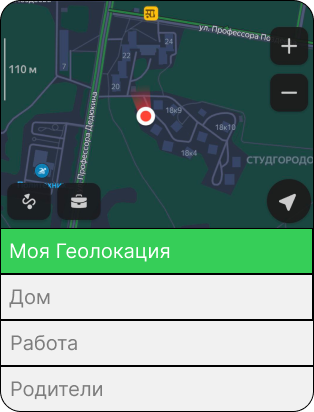 ул. Профессора По
24
22
110 м
7
20
18к9
18к10
Профессора Дедюкина
18к4
СТУДГОРОДО
Моя Геолокация
Дом
Работа
Родители